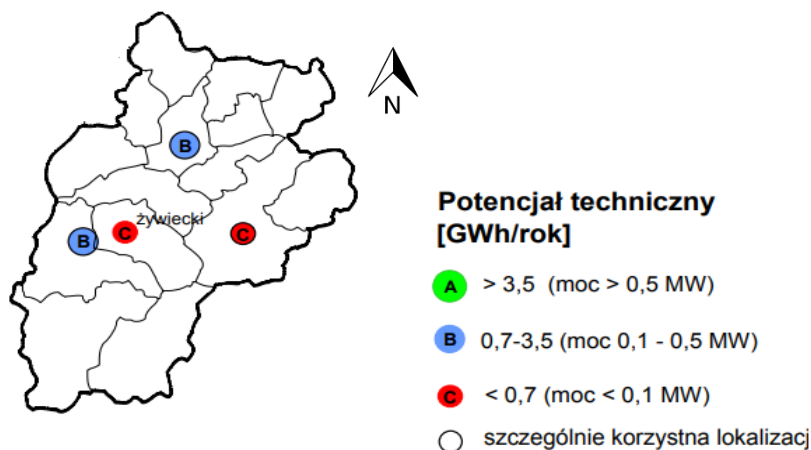 N
B
żywiecki
C
B
C
Potencjał techniczny
[GWh/rok]
A > 3,5 (moc > 0,5 MW)
B 0,7-3,5 (moc 0,1 - 0,5 MW)
C < 0,7 (moc < 0,1 MW)
szczególnie korzystna lokalizacj